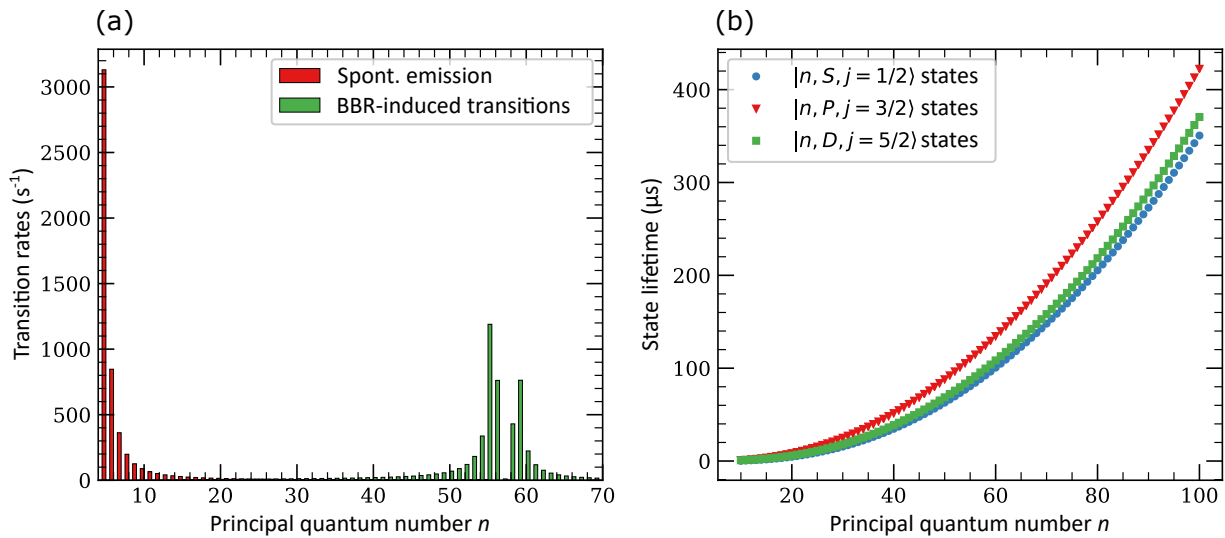 (a)
3000
2500
2000
1500
1000
500
0
10
20
30
40
50
60
70
Transition rates (s⁻¹)
Principal quantum number n
Spont. emission
BBR-induced transitions
(b)
400
300
200
100
0
20
40
60
80
100
State lifetime (µs)
Principal quantum number n
|n, S, j = 1/2⟩ states
|n, P, j = 3/2⟩ states
|n, D, j = 5/2⟩ states